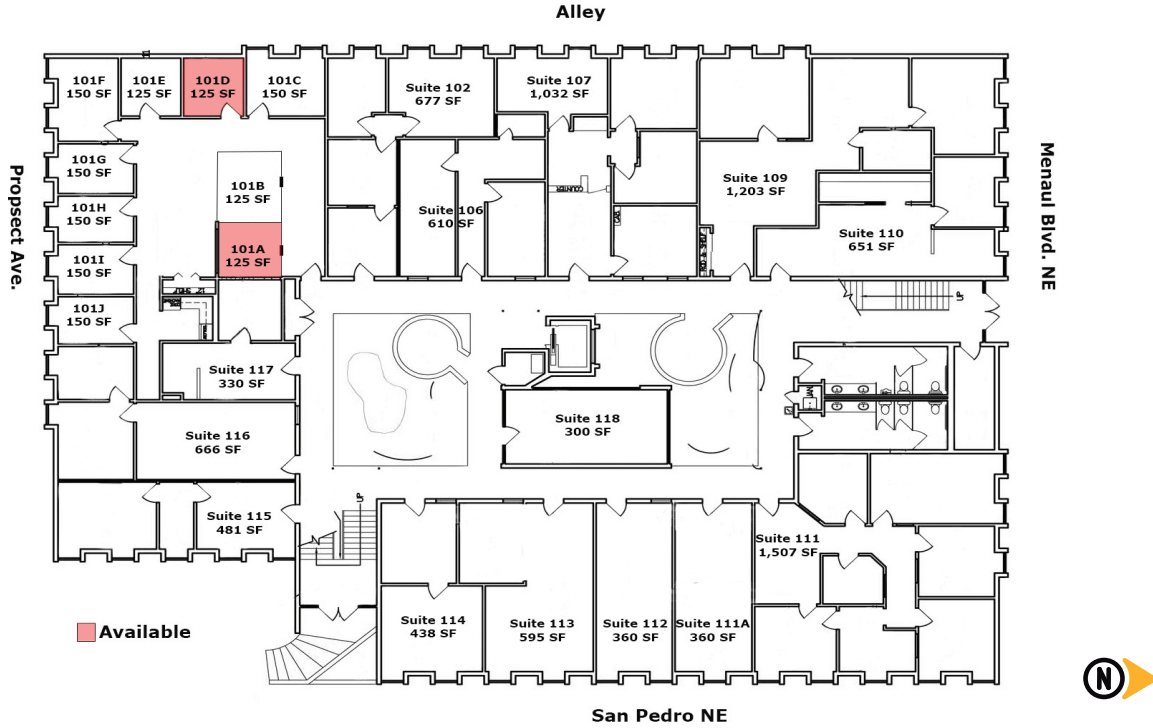 Alley
101F
150 SF
101E
125 SF
101D
125 SF
101C
150 SF
Suite 102
677 SF
Suite 107
1,032 SF
101G
150 SF
101B
125 SF
101H
150 SF
Suite 106
610 SF
COUNTER
Suite 109
1,203 SF
Suite 110
651 SF
101A
125 SF
101I
150 SF
12" SHELF
101J
150 SF
UP
Propsect Ave.
Menaul Blvd. NE
Suite 117
330 SF
Suite 118
300 SF
Suite 116
666 SF
UP
Suite 115
481 SF
Suite 111
1,507 SF
Suite 114
438 SF
Suite 113
595 SF
Suite 112
360 SF
Suite 111A
360 SF
Available
N
San Pedro NE